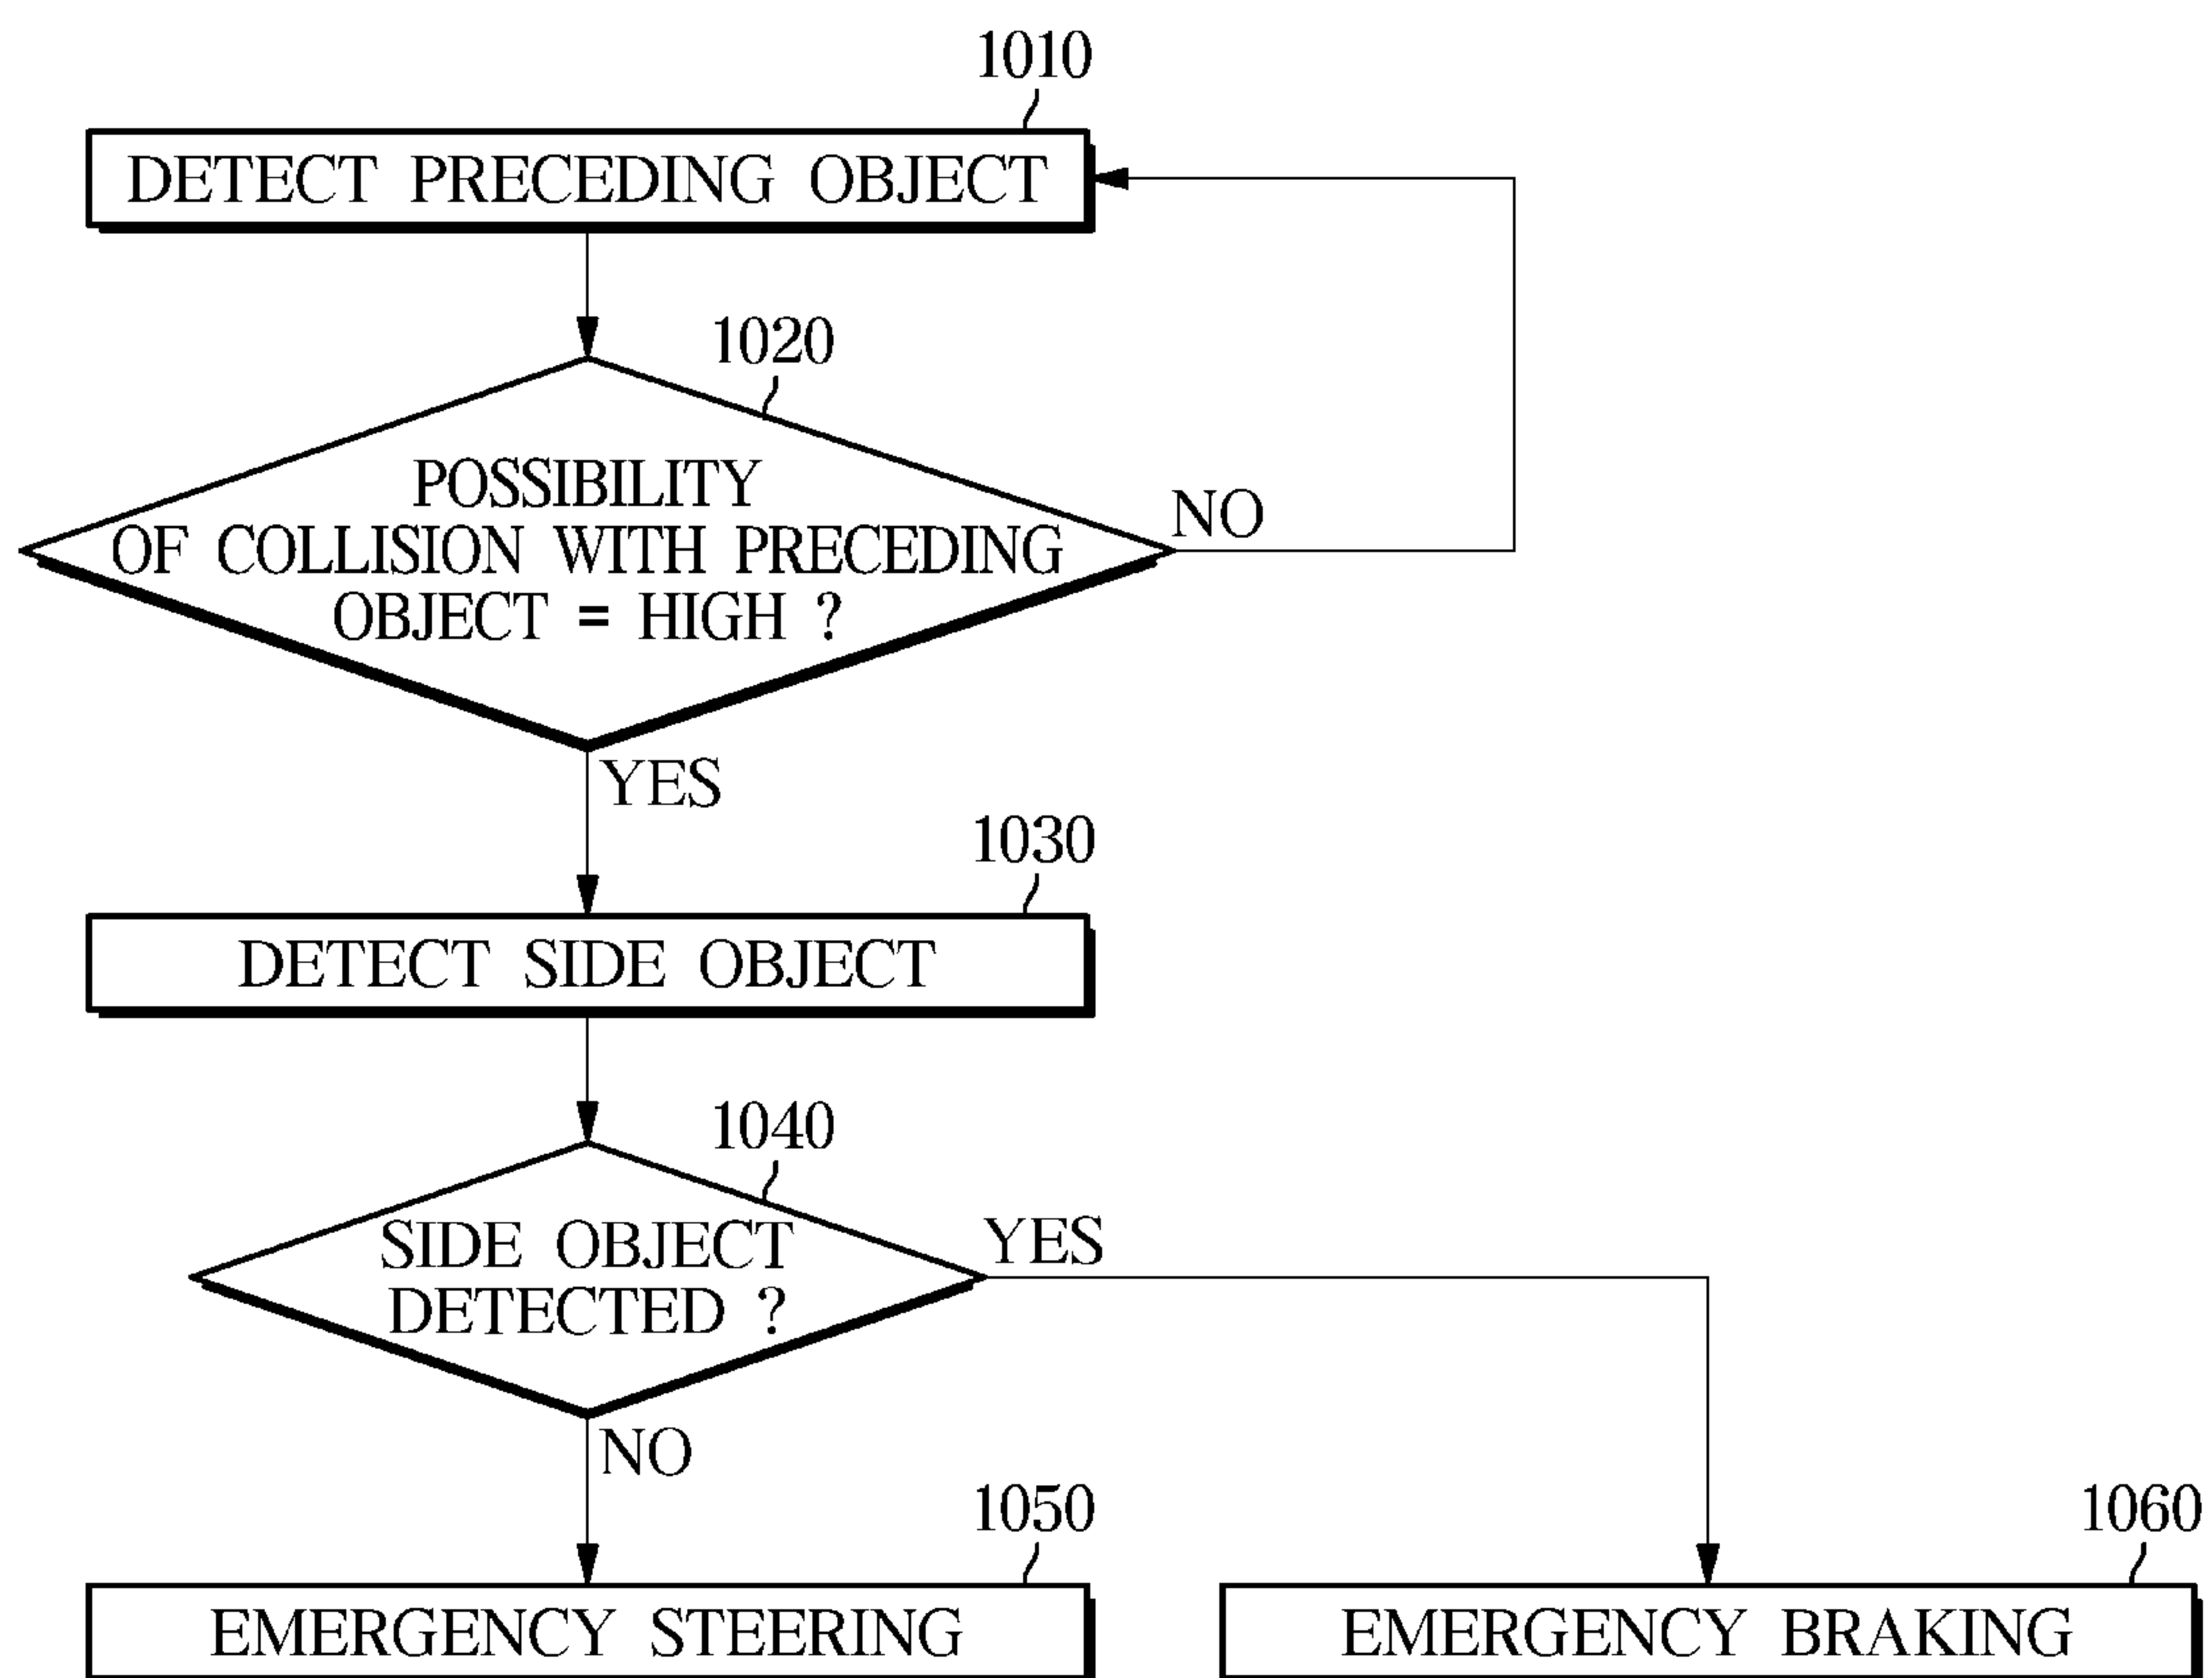 1010
DETECT PRECEDING OBJECT
1020
POSSIBILITY
OF COLLISION WITH PRECEDING
OBJECT = HIGH ?
NO
YES
1030
DETECT SIDE OBJECT
1040
SIDE OBJECT
DETECTED ?
YES
NO
1050
EMERGENCY STEERING
1060
EMERGENCY BRAKING